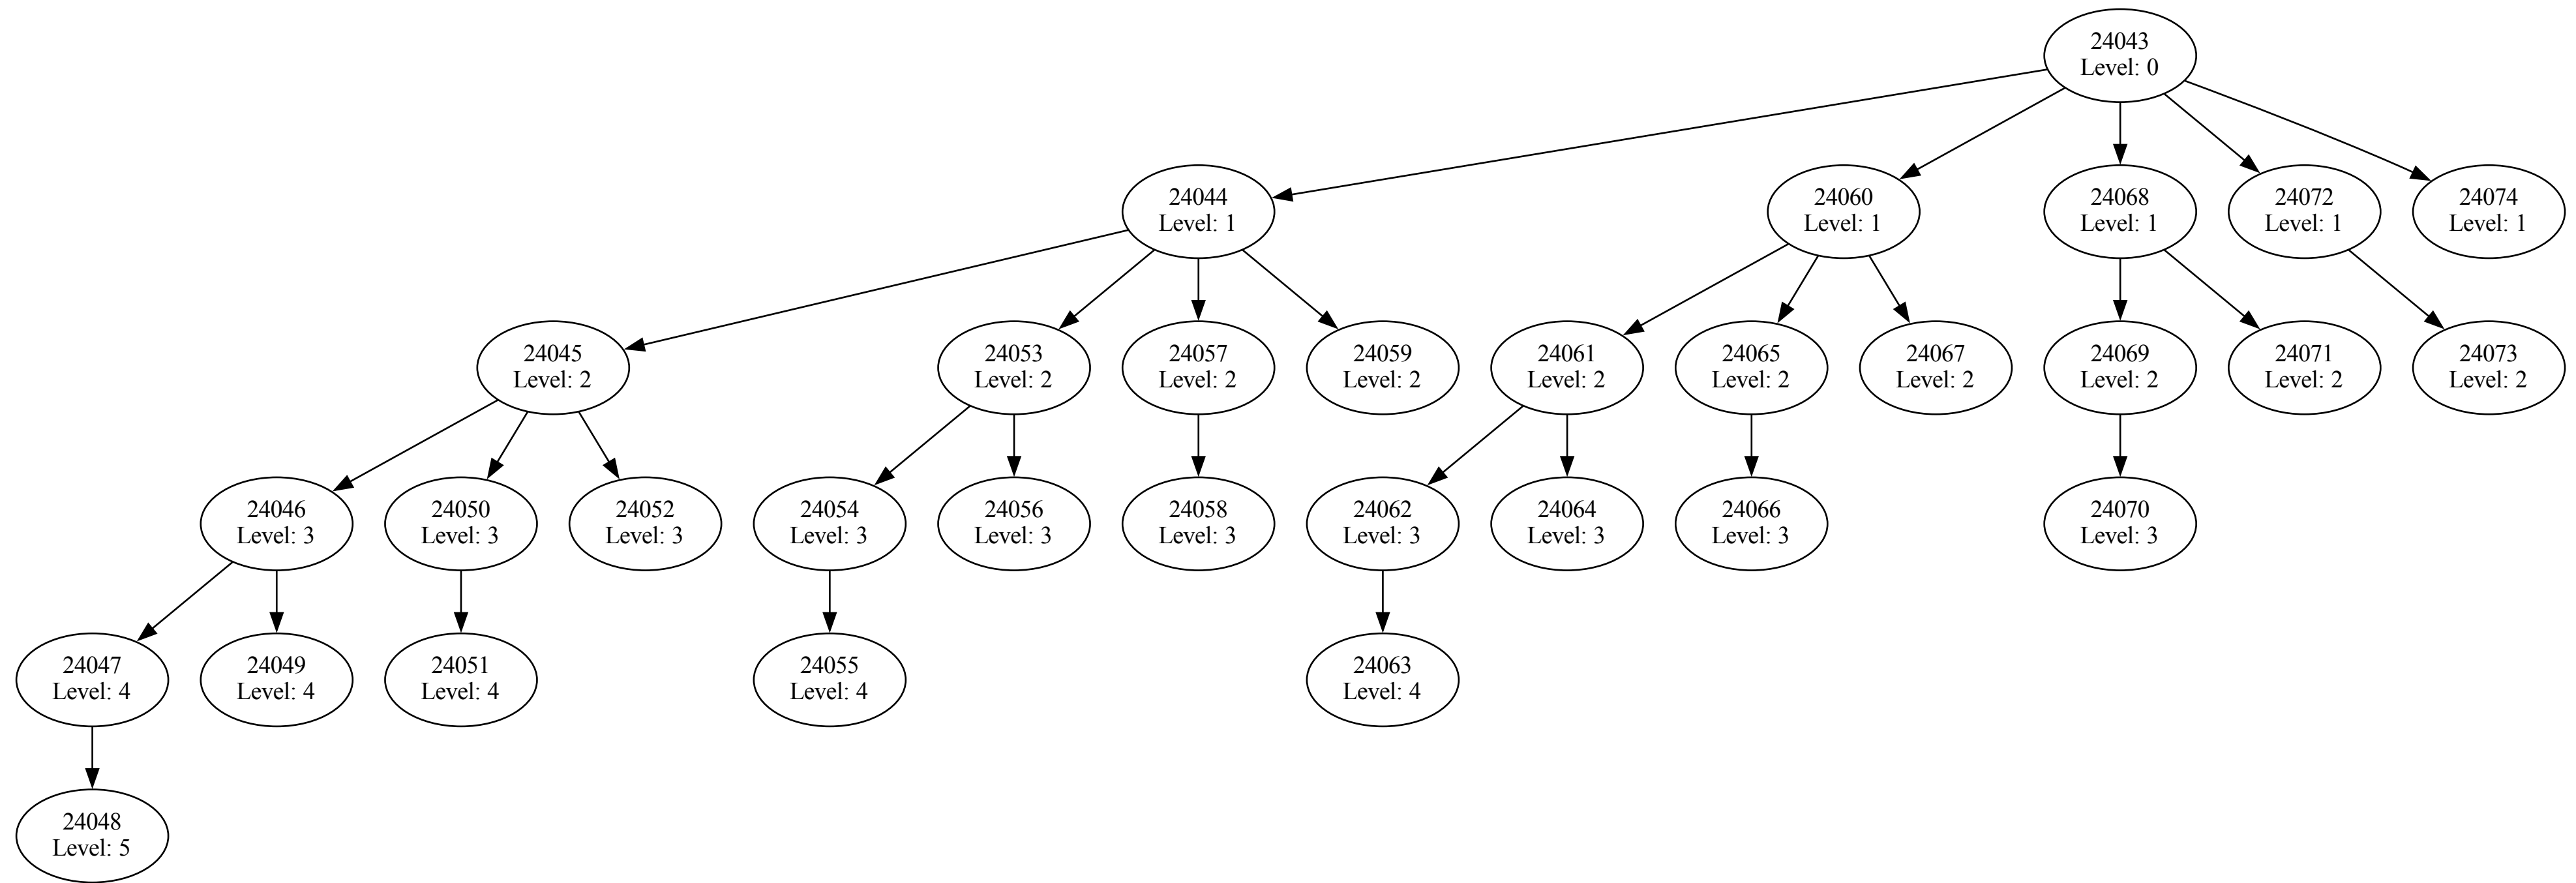 24043
Level: 0
24044
Level: 1
24060
Level: 1
24068
Level: 1
24072
Level: 1
24074
Level: 1
24045
Level: 2
24053
Level: 2
24057
Level: 2
24059
Level: 2
24061
Level: 2
24065
Level: 2
24067
Level: 2
24069
Level: 2
24071
Level: 2
24073
Level: 2
24046
Level: 3
24050
Level: 3
24052
Level: 3
24054
Level: 3
24056
Level: 3
24058
Level: 3
24062
Level: 3
24064
Level: 3
24066
Level: 3
24070
Level: 3
24047
Level: 4
24049
Level: 4
24051
Level: 4
24055
Level: 4
24063
Level: 4
24048
Level: 5